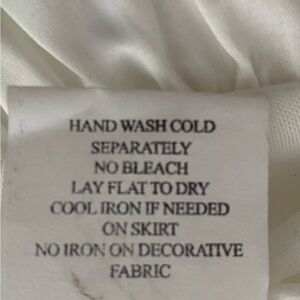 HAND WASH COLD
SEPARATELY
NO BLEACH
LAY FLAT TO DRY
COOL IRON IF NEEDED
ON SKIRT
NO IRON ON DECORATIVE
FABRIC